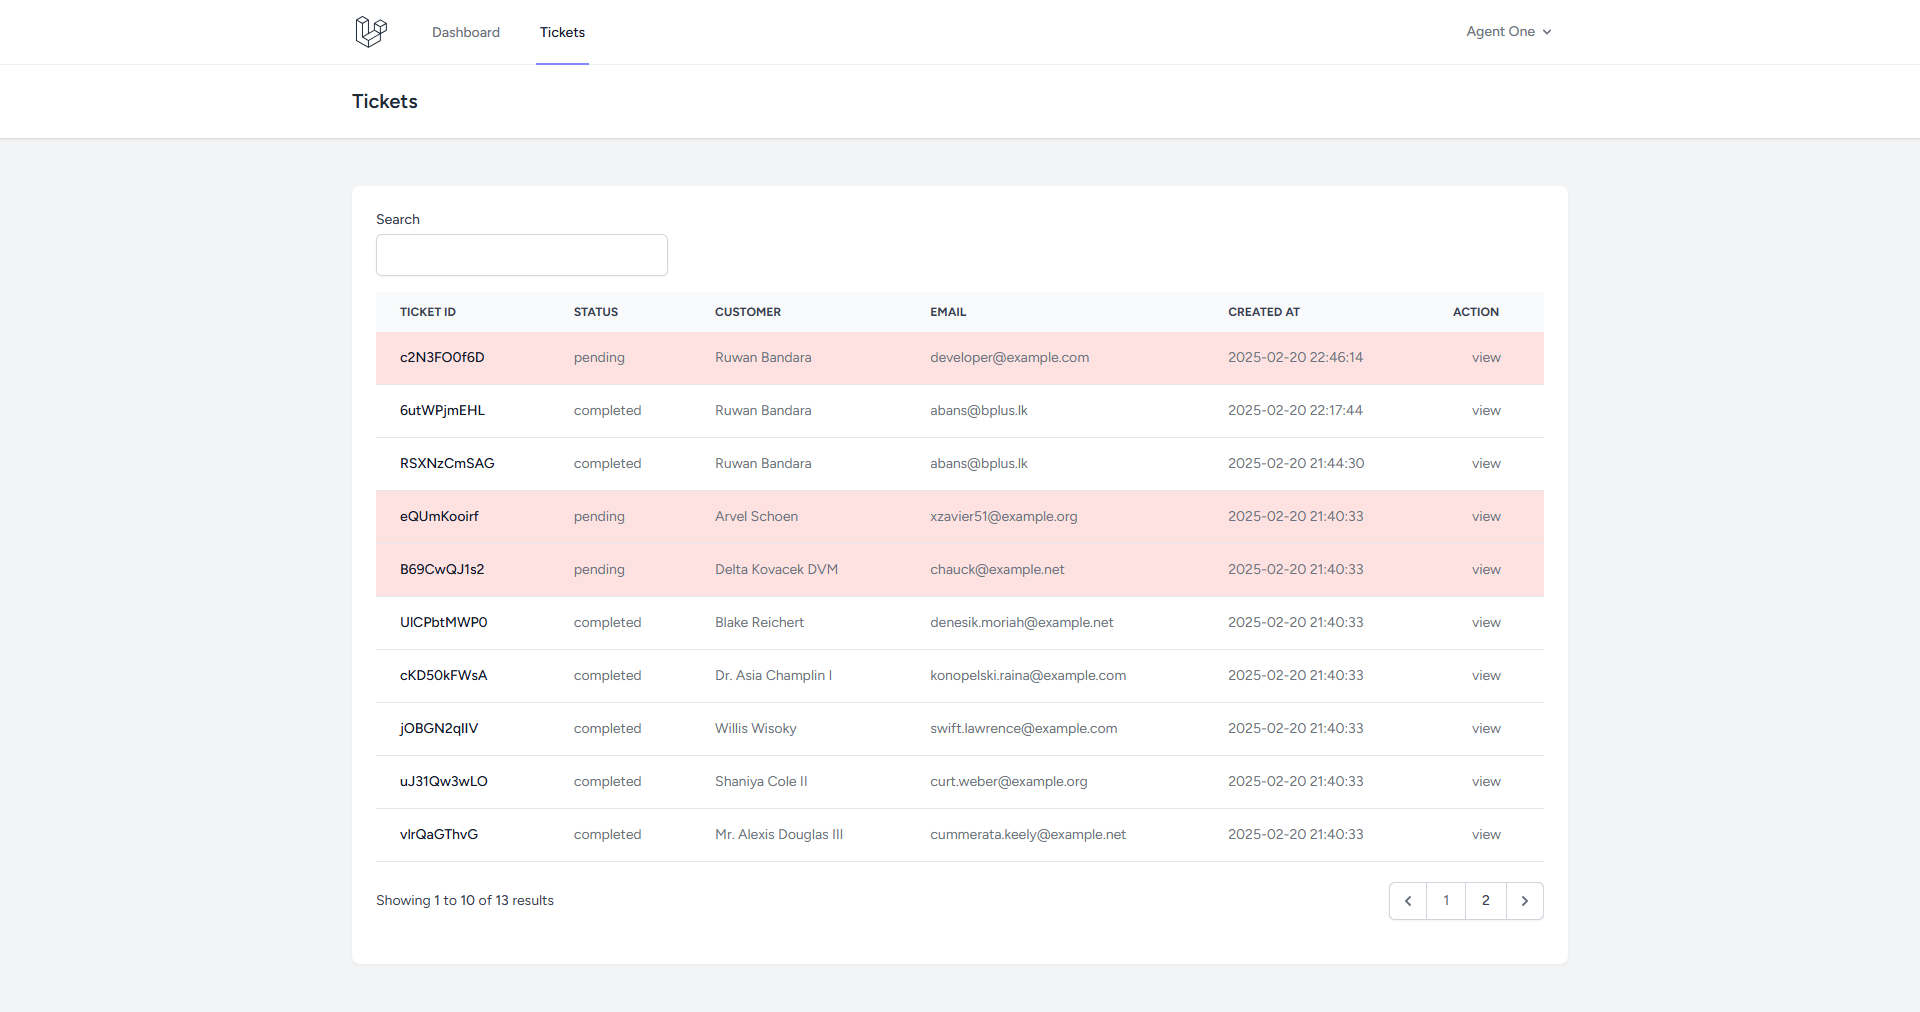 Dashboard Tickets Agent One
Tickets
Search
TICKET ID STATUS CUSTOMER EMAIL CREATED AT ACTION
c2N3FO0f6D pending Ruwan Bandara developer@example.com 2025-02-20 22:46:14 view
6utWPjmEHL completed Ruwan Bandara abans@bplus.lk 2025-02-20 22:17:44 view
RSXNzCmSAG completed Ruwan Bandara abans@bplus.lk 2025-02-20 21:44:30 view
eQUmKooirf pending Arvel Schoen xzavier51@example.org 2025-02-20 21:40:33 view
B69CwQJ1s2 pending Delta Kovacek DVM chauck@example.net 2025-02-20 21:40:33 view
UlCPbtMWP0 completed Blake Reichert denesik.moriah@example.net 2025-02-20 21:40:33 view
cKD50kFWsA completed Dr. Asia Champlin I konopelski.raina@example.com 2025-02-20 21:40:33 view
jOBGN2qIIV completed Willis Wisoky swift.lawrence@example.com 2025-02-20 21:40:33 view
uJ31Qw3wLO completed Shaniya Cole II curt.weber@example.org 2025-02-20 21:40:33 view
vlrQaGThvG completed Mr. Alexis Douglas III cummerata.keely@example.net 2025-02-20 21:40:33 view
Showing 1 to 10 of 13 results 1 2